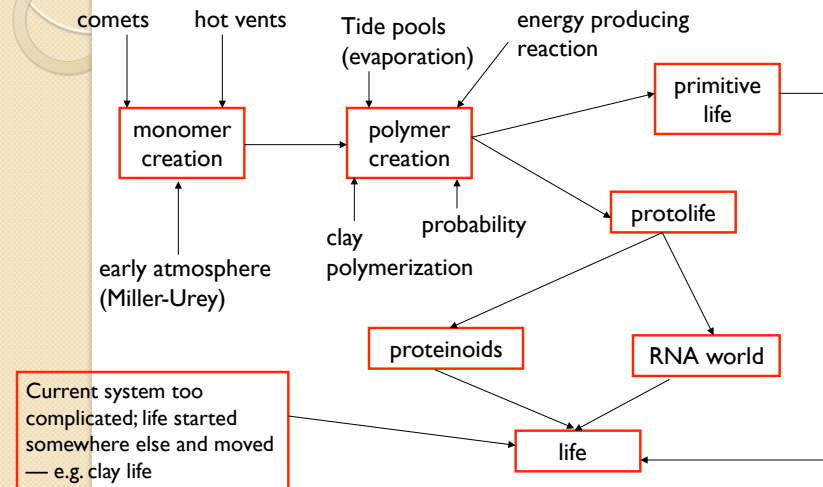 comets
hot vents
Tide pools
(evaporation)
energy producing
reaction
monomer
creation
polymer
creation
primitive
life
early atmosphere
(Miller-Urey)
clay
polymerization
probability
protolife
proteinoids
RNA world
Current system too
complicated; life started
somewhere else and moved
— e.g. clay life
life